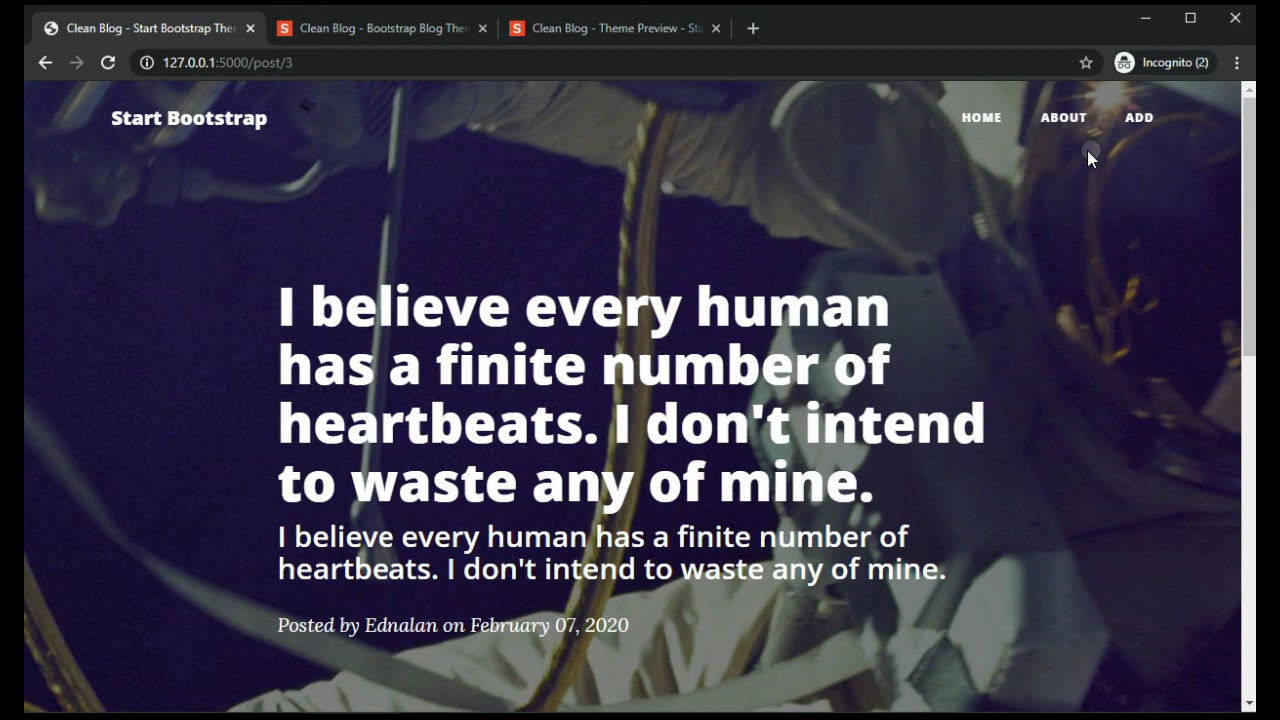 Clean Blog - Start Bootstrap Ther
S Clean Blog - Bootstrap Blog Ther
S Clean Blog - Theme Preview - Sta
127.0.0.1:5000/post/3
Incognito (2)
Start Bootstrap
HOME
ABOUT
ADD
I believe every human
has a finite number of
heartbeats. I don't intend
to waste any of mine.
I believe every human has a finite number of
heartbeats. I don't intend to waste any of mine.
Posted by Ednalan on February 07, 2020